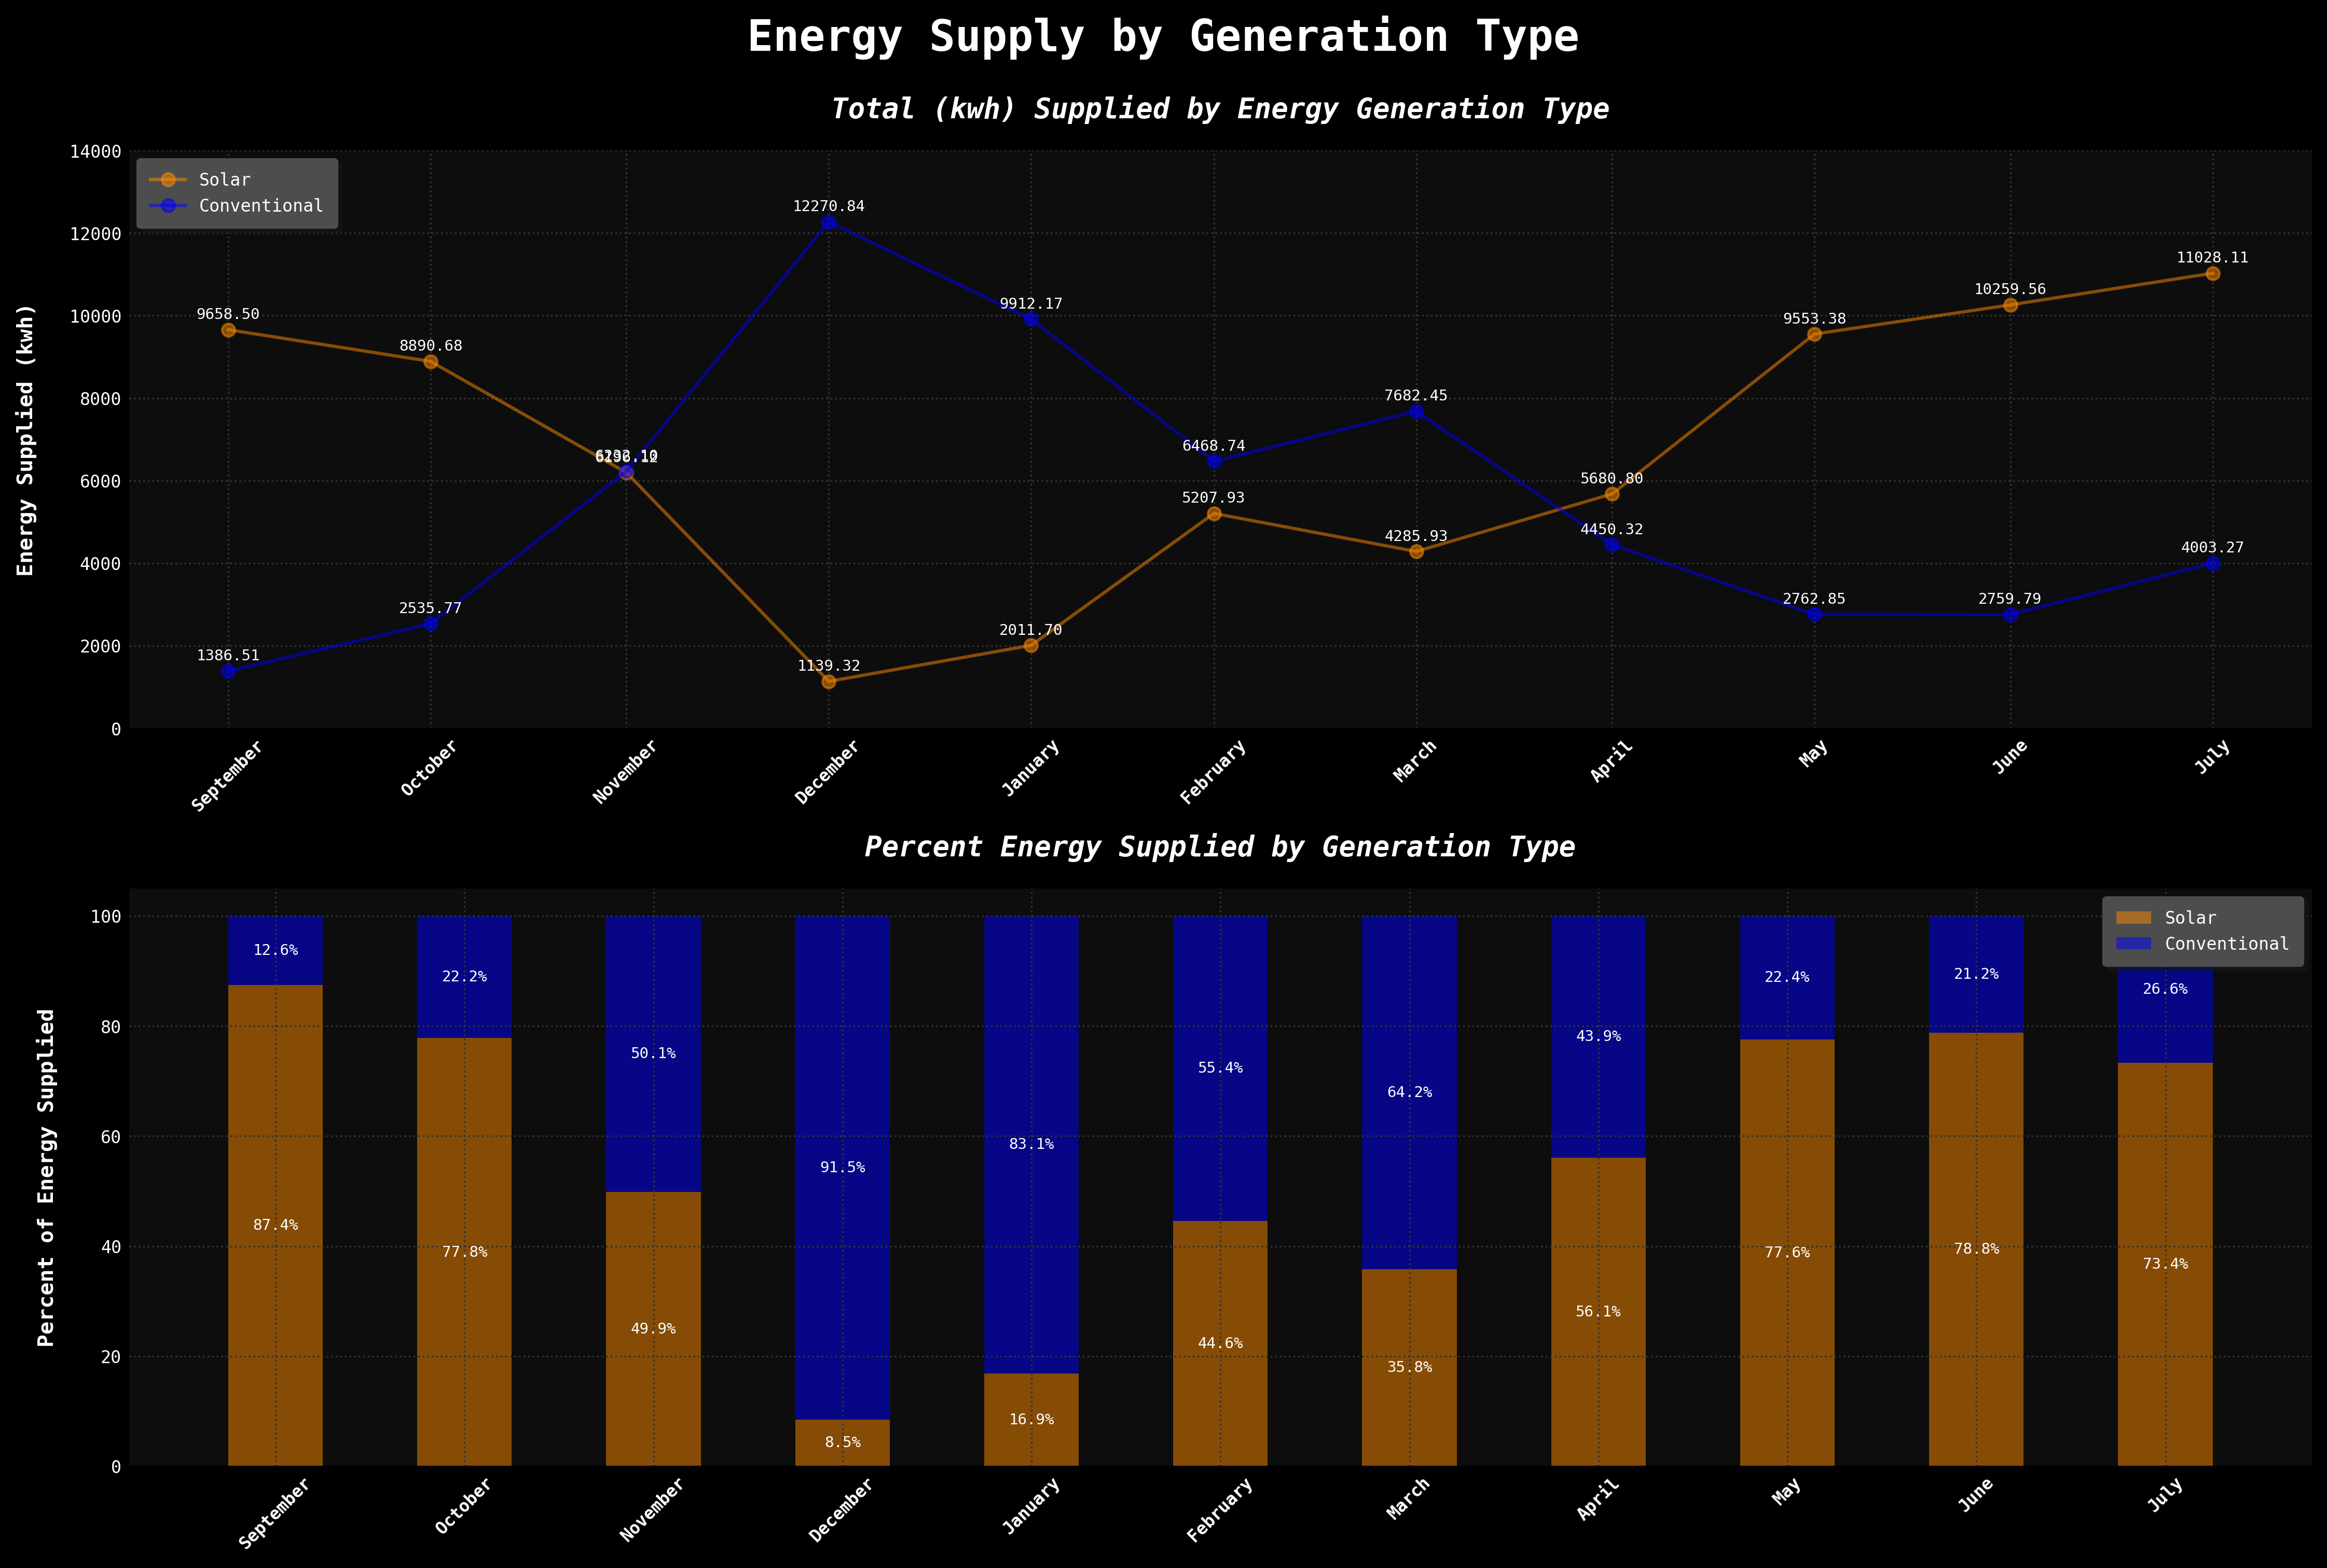 Energy Supply by Generation Type
Total (kwh) Supplied by Energy Generation Type
Energy Supplied (kwh)
14000
12000
10000
8000
6000
4000
2000
0
Solar
Conventional
12270.84
11028.11
10259.56
9912.17
9658.50
9553.38
8890.68
7682.45
6468.74
5680.80
5207.93
4450.32
4285.93
4003.27
2535.77
2762.85
2759.79
2011.70
1386.51
1139.32
September
October
November
December
January
February
March
April
May
June
July
Percent Energy Supplied by Generation Type
Percent of Energy Supplied
100
80
60
40
20
0
Solar
Conventional
12.6%
22.2%
50.1%
91.5%
83.1%
55.4%
64.2%
43.9%
22.4%
21.2%
26.6%
87.4%
77.8%
49.9%
8.5%
16.9%
44.6%
35.8%
56.1%
77.6%
78.8%
73.4%
September
October
November
December
January
February
March
April
May
June
July